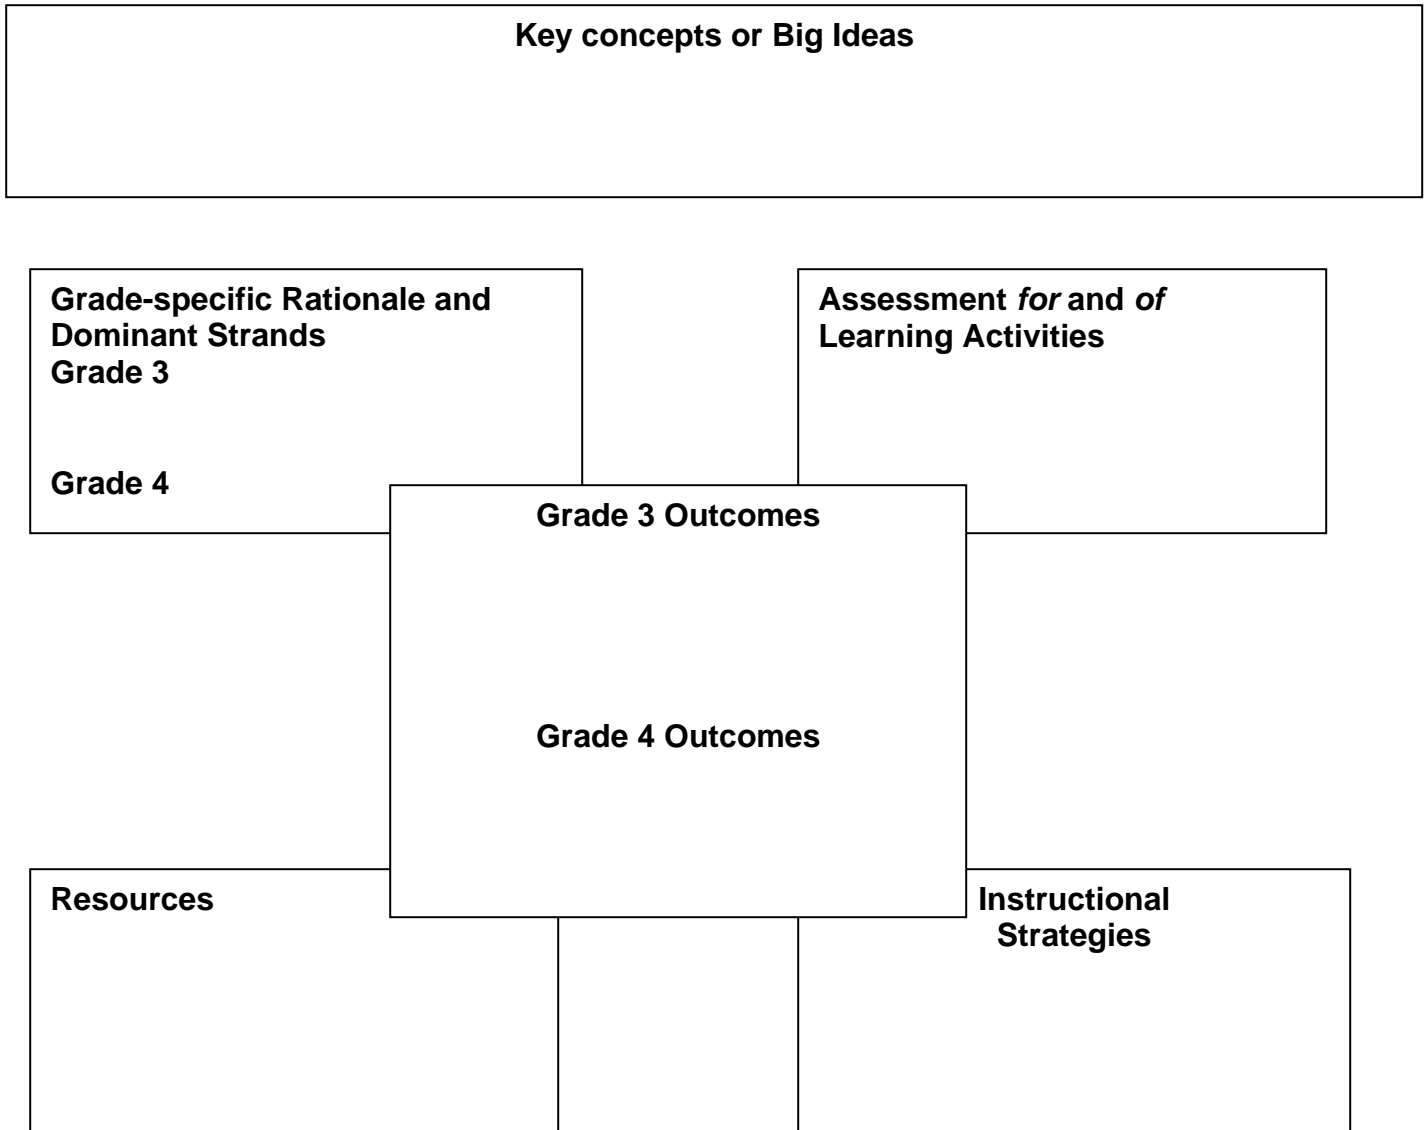 Key concepts or Big Ideas
Grade-specific Rationale and
Dominant Strands
Grade 3
Grade 4
Assessment for and of
Learning Activities
Grade 3 Outcomes
Grade 4 Outcomes
Resources
Instructional
Strategies